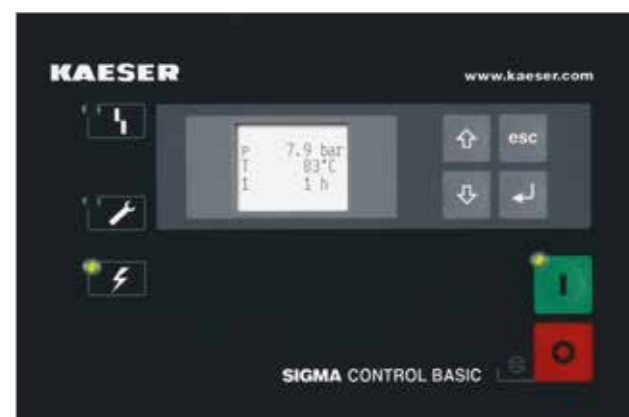 KAESER
www.kaeser.com
esc
P 7.9 bar
T 83°C
1 1 h
I
O
SIGMA CONTROL BASIC